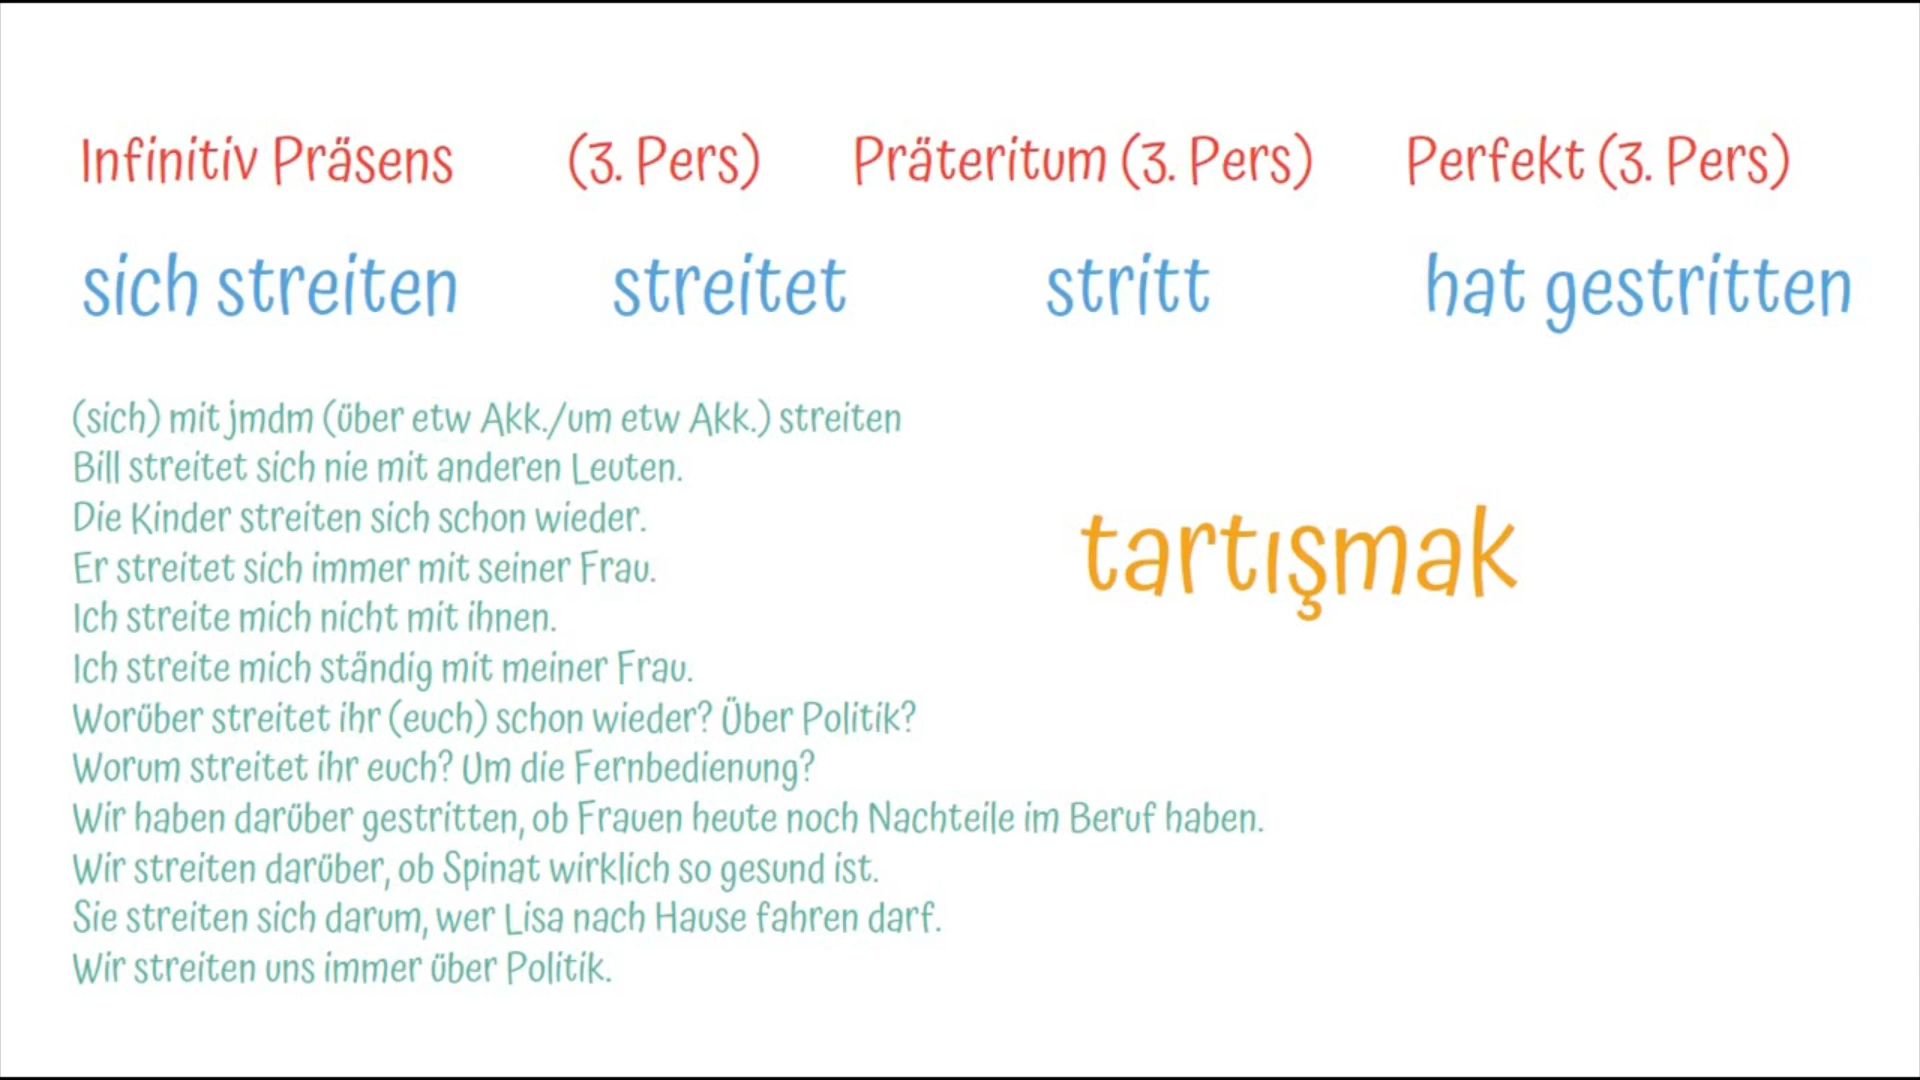 Infinitiv Präsens (3. Pers) Präteritum (3. Pers) Perfekt (3. Pers)
sich streiten streitet stritt hat gestritten
(sich) mit jmdm (über etw Akk./um etw Akk.) streiten
Bill streitet sich nie mit anderen Leuten.
Die Kinder streiten sich schon wieder.
Er streitet sich immer mit seiner Frau.
Ich streite mich nicht mit ihnen.
Ich streite mich ständig mit meiner Frau.
Worüber streitet ihr (euch) schon wieder? Über Politik?
Worum streitet ihr euch? Um die Fernbedienung?
Wir haben darüber gestritten, ob Frauen heute noch Nachteile im Beruf haben.
Wir streiten darüber, ob Spinat wirklich so gesund ist.
Sie streiten sich darum, wer Lisa nach Hause fahren darf.
Wir streiten uns immer über Politik.
tartışmak